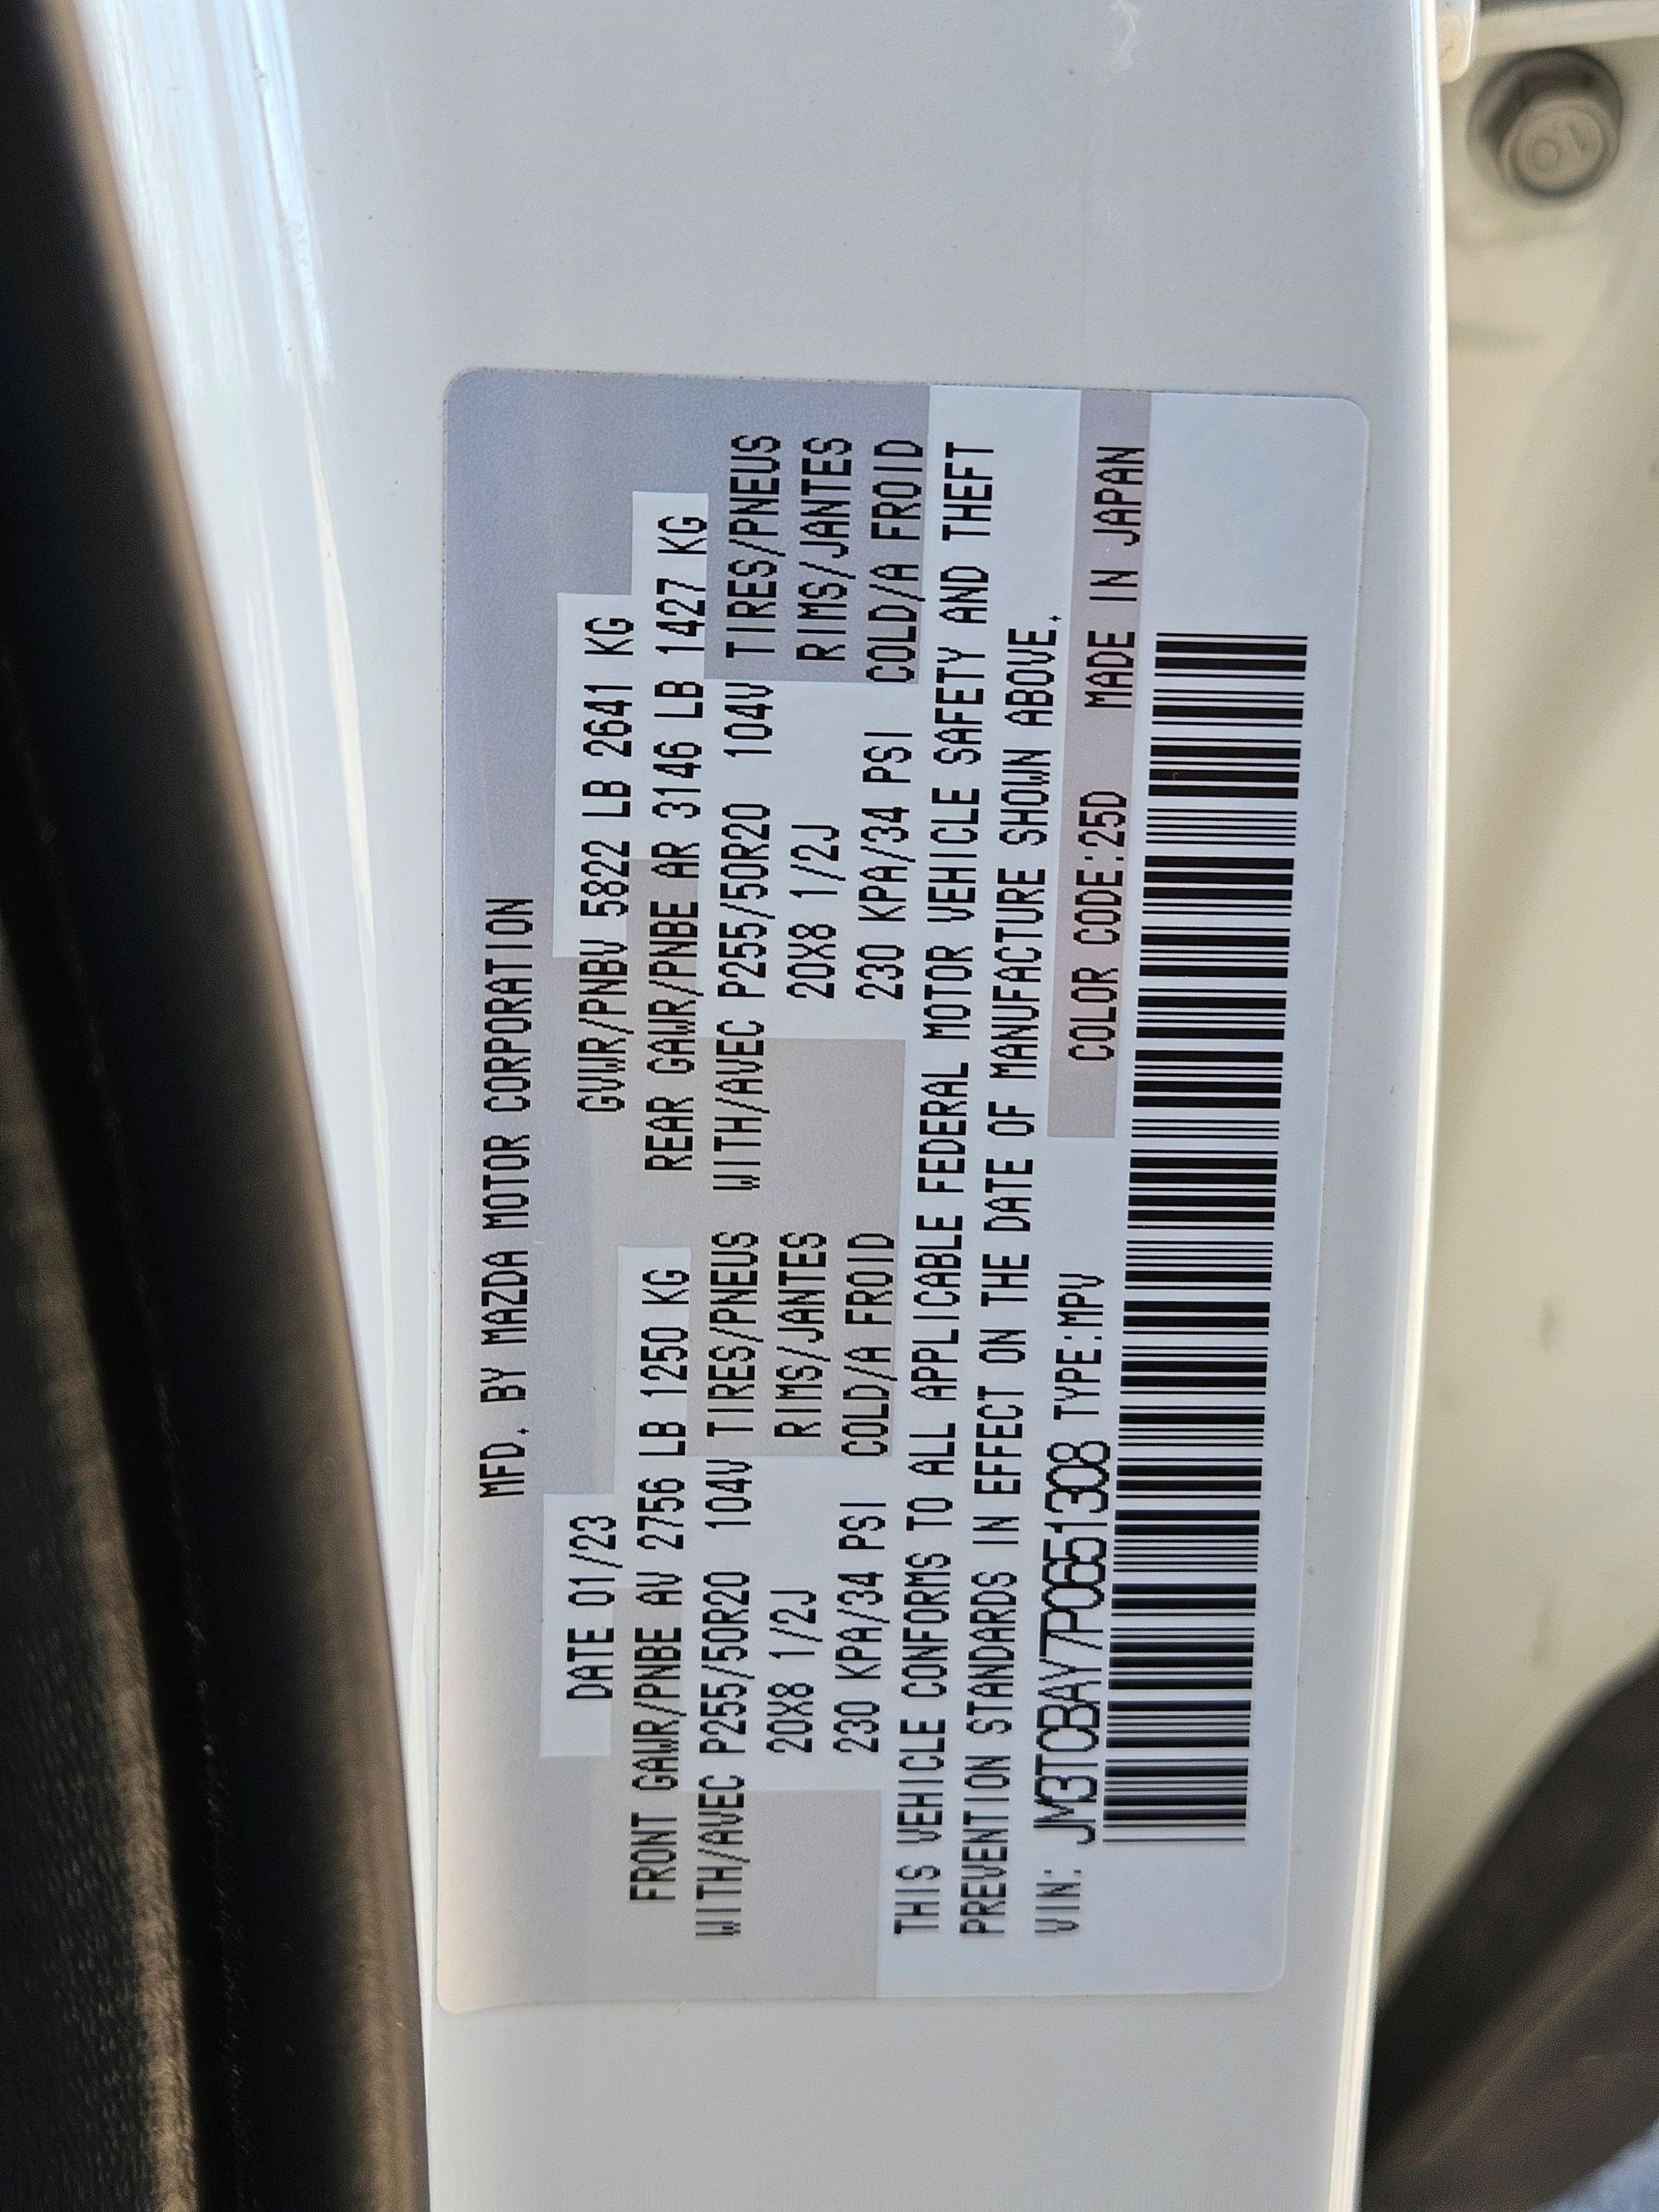 MFD. BY MAZDA MOTOR CORPORATION
DATE 01/23 GVWR/PNBV 5822 LB 2641 KG
FRONT GAWR/PNBE AV 2756 LB 1250 KG REAR GAWR/PNBE AR 3146 LB 1427 KG
WITH/AVEC P255/50R20 104V TIRES/PNEUS WITH/AVEC P255/50R20 104V TIRES/PNEUS
20X8 1/2J RIMS/JANTES 20X8 1/2J RIMS/JANTES
230 KPA/34 PSI COLD/A FROID 230 KPA/34 PSI COLD/A FROID
THIS VEHICLE CONFORMS TO ALL APPLICABLE FEDERAL MOTOR VEHICLE SAFETY AND THEFT
PREVENTION STANDARDS IN EFFECT ON THE DATE OF MANUFACTURE SHOWN ABOVE.
VIN: JM3TCBAY7P0651308 TYPE:MPV COLOR CODE:25D MADE IN JAPAN